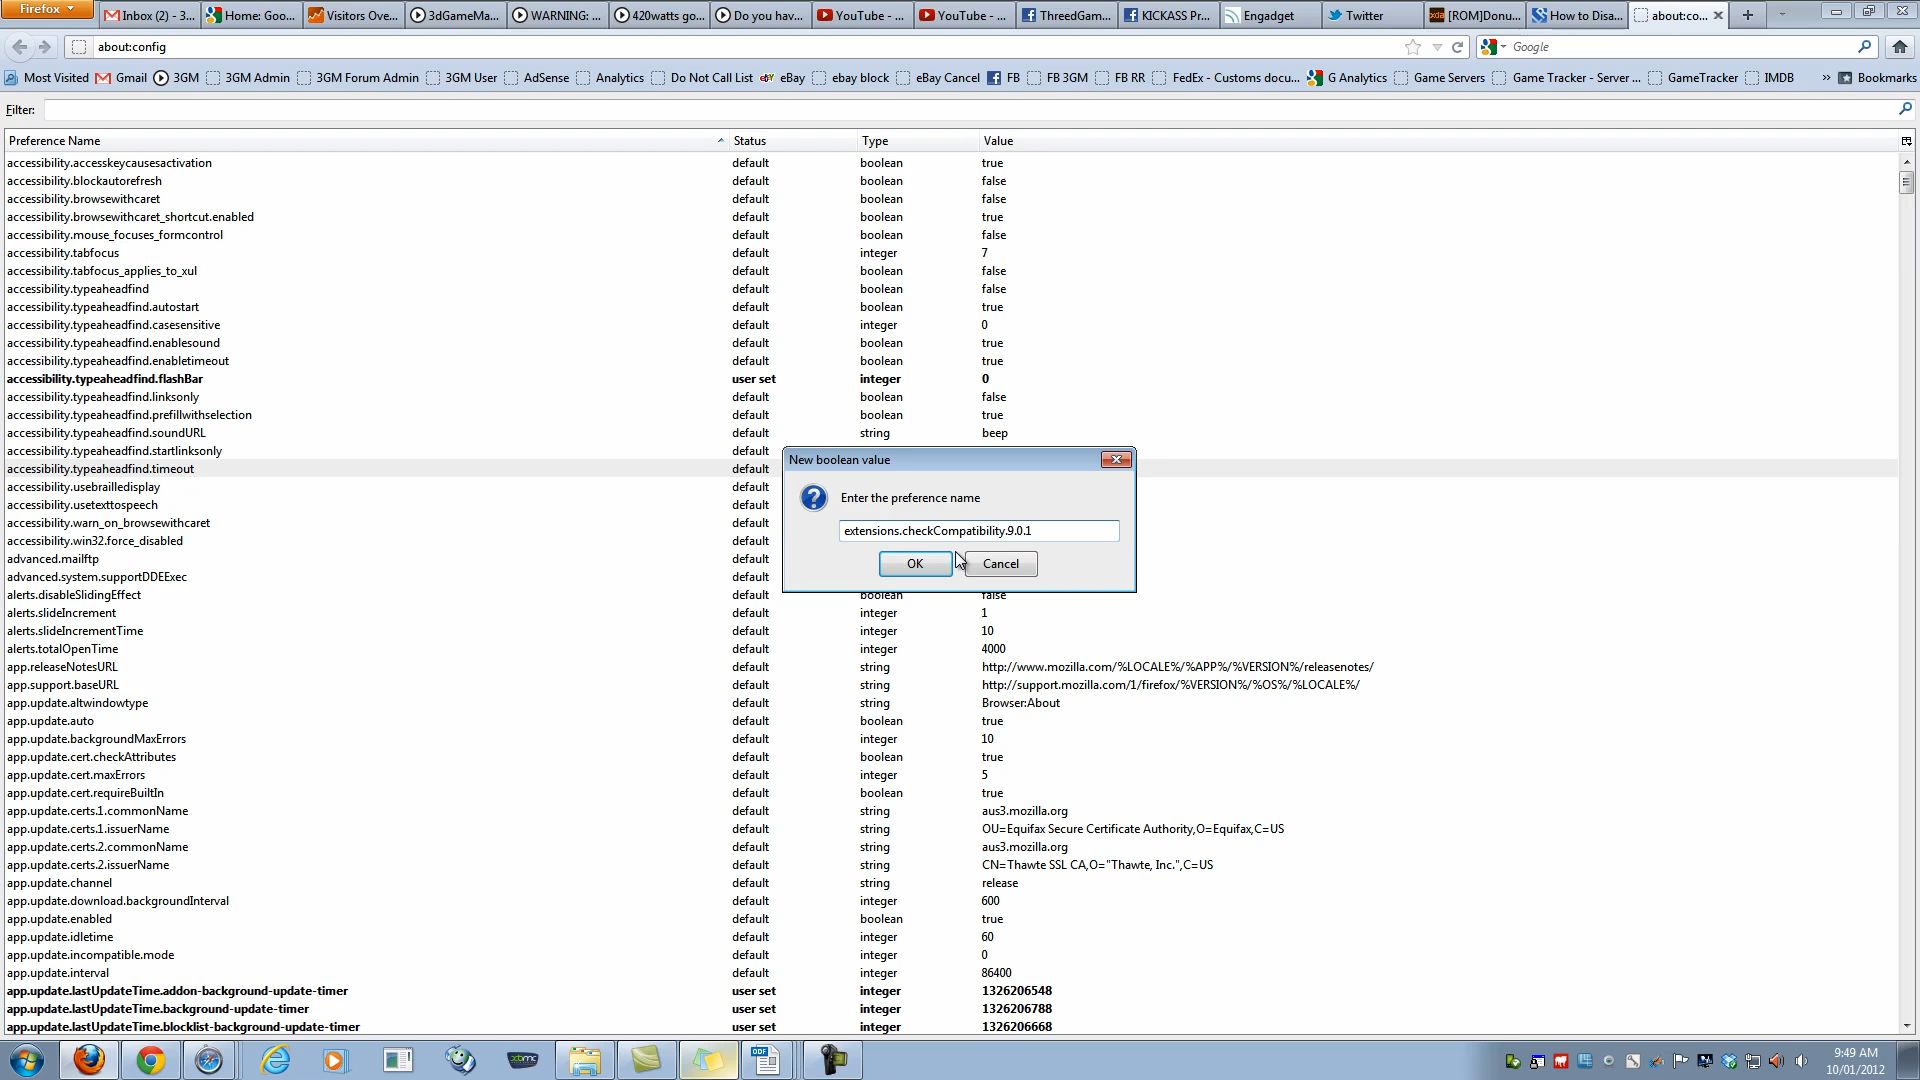 Firefox
Inbox (2) - 3... Home: Goo... Visitors Ove... 3dGameMa... WARNING: ... 420watts go... Do you hav... YouTube - ... YouTube - ... ThreedGam... KICKASS Pr... Engadget Twitter [ROM]Donu... How to Disa... about:co...
about:config Google
Most Visited Gmail 3GM 3GM Admin 3GM Forum Admin 3GM User AdSense Analytics Do Not Call List eBay ebay block eBay Cancel FB FB 3GM FB RR FedEx - Customs docu... G Analytics Game Servers Game Tracker - Server ... GameTracker IMDB » Bookmarks
Filter:
Preference Name Status Type Value
accessibility.accesskeycausesactivation default boolean true
accessibility.blockautorefresh default boolean false
accessibility.browsewithcaret default boolean false
accessibility.browsewithcaret_shortcut.enabled default boolean true
accessibility.mouse_focuses_formcontrol default boolean false
accessibility.tabfocus default integer 7
accessibility.tabfocus_applies_to_xul default boolean false
accessibility.typeaheadfind default boolean false
accessibility.typeaheadfind.autostart default boolean true
accessibility.typeaheadfind.casesensitive default integer 0
accessibility.typeaheadfind.enablesound default boolean true
accessibility.typeaheadfind.enabletimeout default boolean true
accessibility.typeaheadfind.flashBar user set integer 0
accessibility.typeaheadfind.linksonly default boolean false
accessibility.typeaheadfind.prefillwithselection default boolean true
accessibility.typeaheadfind.soundURL default string beep
accessibility.typeaheadfind.startlinksonly default
accessibility.typeaheadfind.timeout default
accessibility.usebrailledisplay default
accessibility.usetexttospeech default
accessibility.warn_on_browsewithcaret default
accessibility.win32.force_disabled default
advanced.mailftp default
advanced.system.supportDDEExec default
New boolean value
Enter the preference name
extensions.checkCompatibility.9.0.1
OK Cancel
alerts.disableSlidingEffect default boolean false
alerts.slideIncrement default integer 1
alerts.slideIncrementTime default integer 10
alerts.totalOpenTime default integer 4000
app.releaseNotesURL default string http://www.mozilla.com/%LOCALE%/%APP%/%VERSION%/releasenotes/
app.support.baseURL default string http://support.mozilla.com/1/firefox/%VERSION%/%OS%/%LOCALE%/
app.update.altwindowtype default string Browser:About
app.update.auto default boolean true
app.update.backgroundMaxErrors default integer 10
app.update.cert.checkAttributes default boolean true
app.update.cert.maxErrors default integer 5
app.update.cert.requireBuiltIn default boolean true
app.update.certs.1.commonName default string aus3.mozilla.org
app.update.certs.1.issuerName default string OU=Equifax Secure Certificate Authority,O=Equifax,C=US
app.update.certs.2.commonName default string aus3.mozilla.org
app.update.certs.2.issuerName default string CN=Thawte SSL CA,O="Thawte, Inc.",C=US
app.update.channel default string release
app.update.download.backgroundInterval default integer 600
app.update.enabled default boolean true
app.update.idletime default integer 60
app.update.incompatible.mode default integer 0
app.update.interval default integer 86400
app.update.lastUpdateTime.addon-background-update-timer user set integer 1326206548
app.update.lastUpdateTime.background-update-timer user set integer 1326206788
app.update.lastUpdateTime.blocklist-background-update-timer user set integer 1326206668
xbmc ODF 9:49 AM
10/01/2012